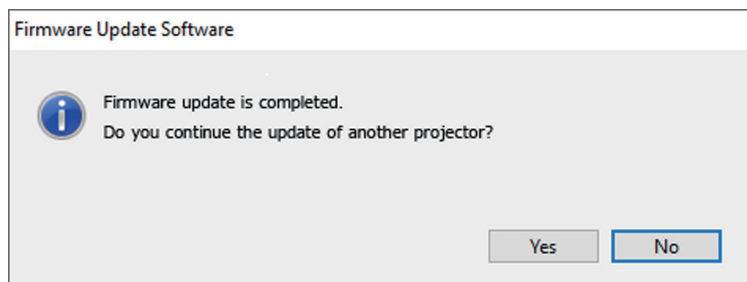 Firmware Update Software
Firmware update is completed.
Do you continue the update of another projector?
Yes No